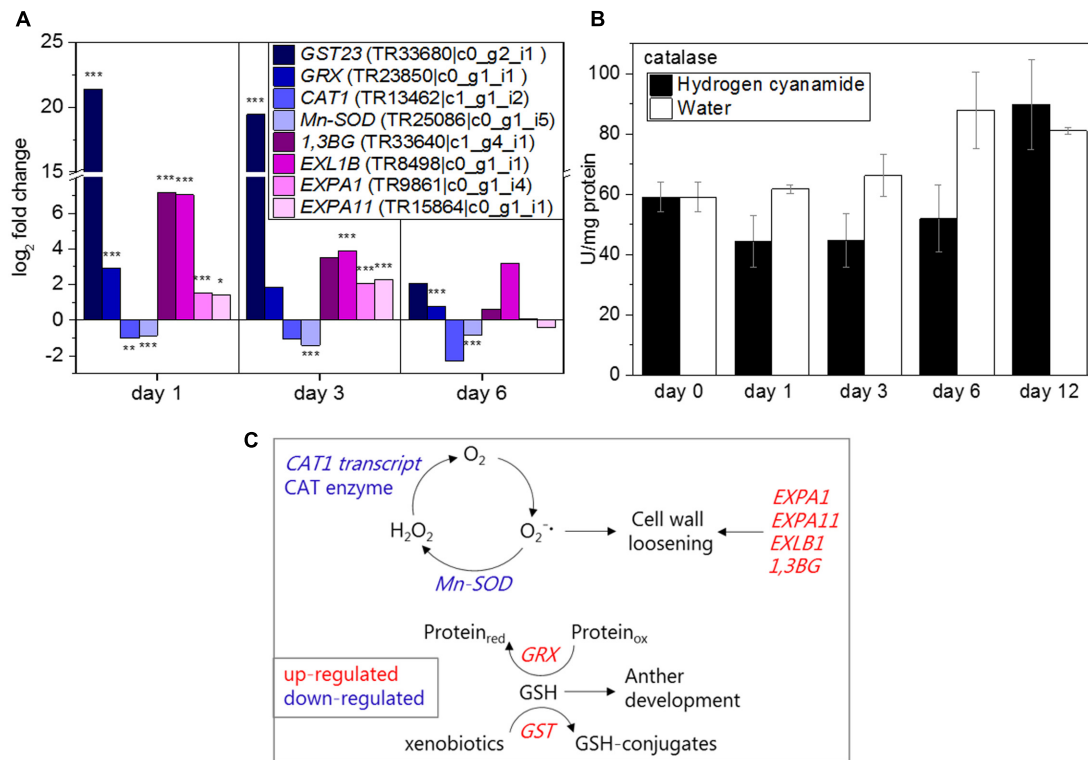 A
25
20
15
6
4
2
0
-2
log2 fold change
GST23 (TR33680|c0_g2_i1 )
GRX (TR23850|c0_g1_i1 )
CAT1 (TR13462|c1_g1_i2)
Mn-SOD (TR25086|c0_g1_i5)
1,3BG (TR33640|c1_g4_i1)
EXL1B (TR8498|c0_g1_i1)
EXPA1 (TR9861|c0_g1_i4)
EXPA11 (TR15864|c0_g1_i1)
***
***
**
***
***
***
***
*
***
***
***
***
***
***
***
day 1
day 3
day 6
B
catalase
Hydrogen cyanamide
Water
100
80
60
40
20
0
U/mg protein
day 0
day 1
day 3
day 6
day 12
C
CAT1 transcript
CAT enzyme
O2
H2O2
O2−•
Mn-SOD
Cell wall
loosening
EXPA1
EXPA11
EXLB1
1,3BG
Proteinred
GRX
Proteinox
GSH
Anther
development
xenobiotics
GST
GSH-conjugates
up-regulated
down-regulated